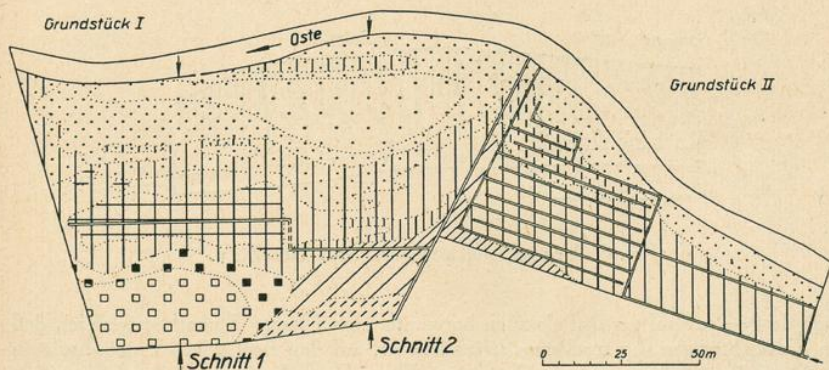 Grundstück I
Oste
Grundstück II
Schnitt 1
Schnitt 2
0 25 50m